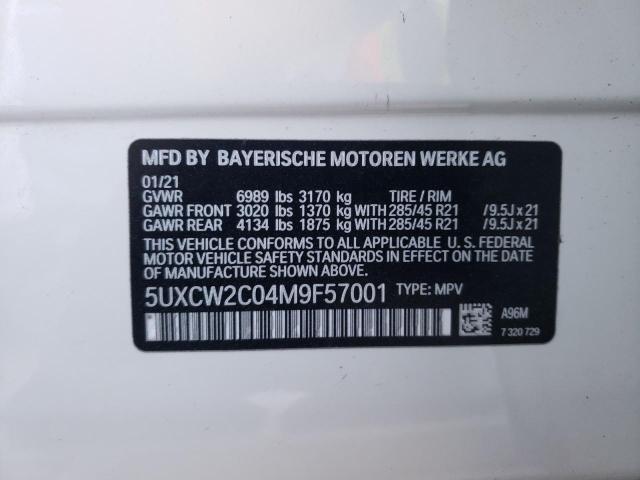 MFD BY BAYERISCHE MOTOREN WERKE AG
01/21
GVWR 6989 lbs 3170 kg TIRE / RIM
GAWR FRONT 3020 lbs 1370 kg WITH 285/45 R21 /9.5J x 21
GAWR REAR 4134 lbs 1875 kg WITH 285/45 R21 /9.5J x 21
THIS VEHICLE CONFORMS TO ALL APPLICABLE U. S. FEDERAL
MOTOR VEHICLE SAFETY STANDARDS IN EFFECT ON THE
DATE OF MANUFACTURE SHOWN ABOVE.
5UXCW2C04M9F57001 TYPE: MPV
A96M
7 320 729